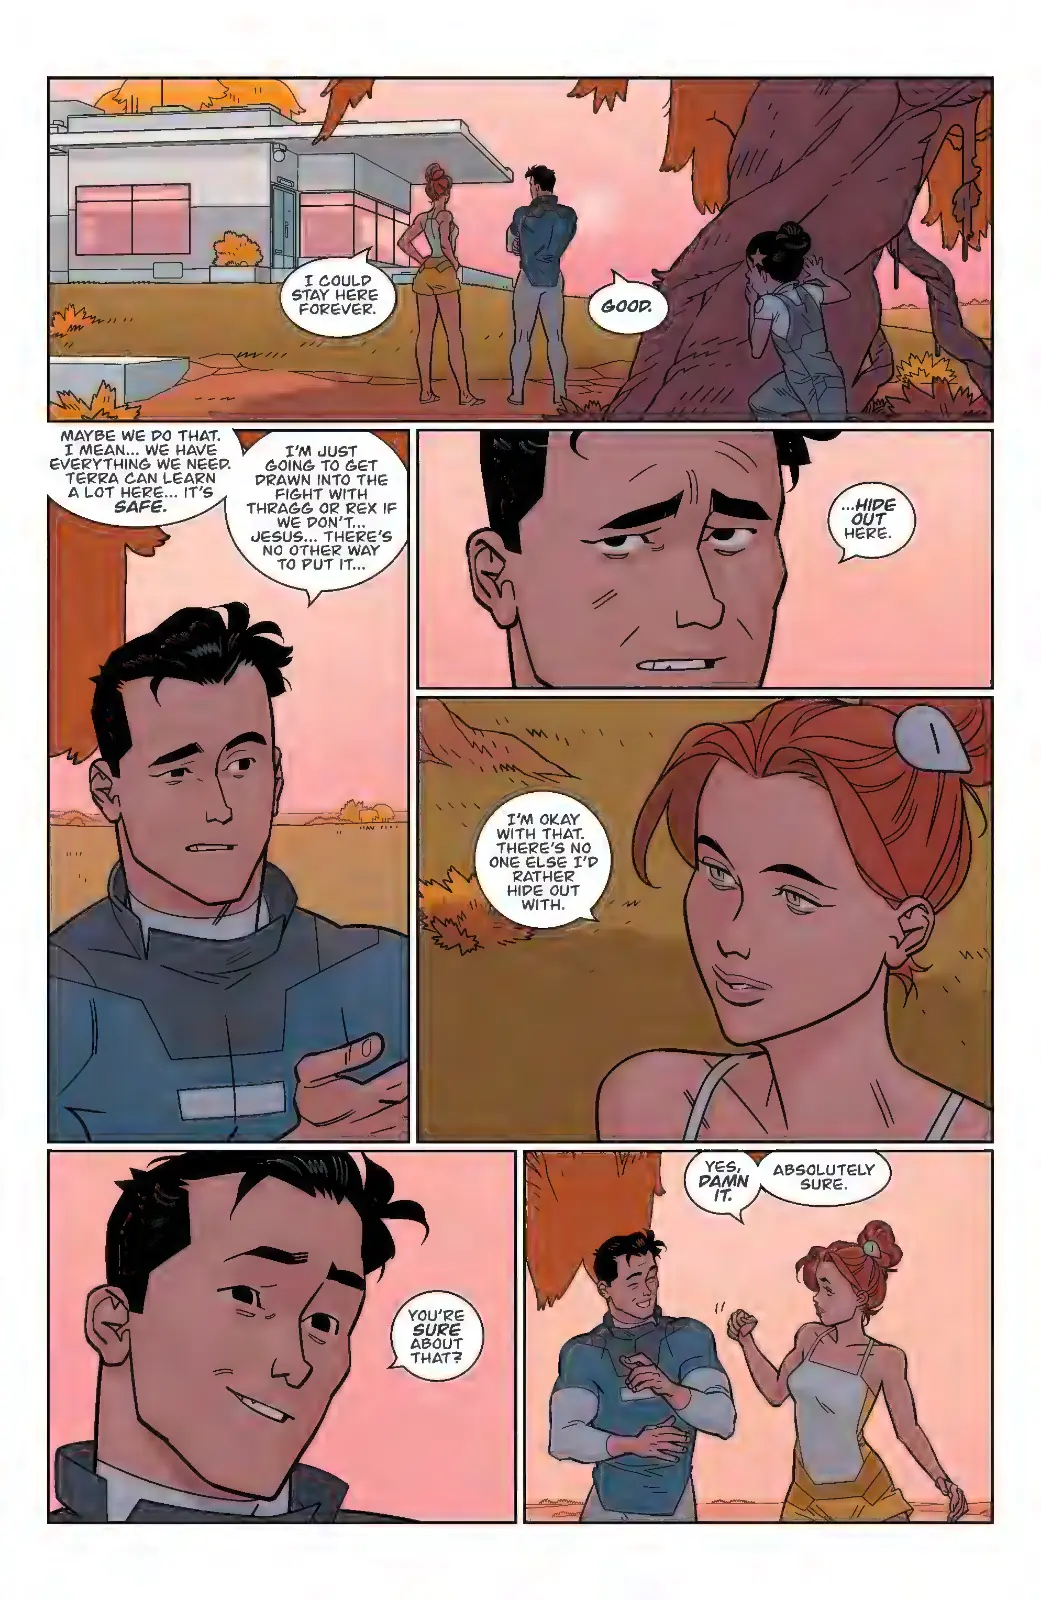 I COULD
STAY HERE
FOREVER.
GOOD.
MAYBE WE DO THAT.
I MEAN... WE HAVE
EVERYTHING WE NEED.
TERRA CAN LEARN
A LOT HERE... IT'S
SAFE.
I'M JUST
GOING TO GET
DRAWN INTO THE
FIGHT WITH
THRAGG OR REX IF
WE DON'T...
JESUS... THERE'S
NO OTHER WAY
TO PUT IT...
...HIDE
OUT
HERE.
I'M OKAY
WITH THAT.
THERE'S NO
ONE ELSE I'D
RATHER
HIDE OUT
WITH.
YOU'RE
SURE
ABOUT
THAT?
YES,
DAMN
IT.
ABSOLUTELY
SURE.